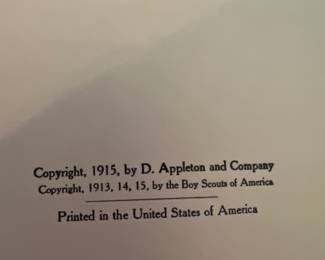 Copyright, 1915, by D. Appleton and Company
Copyright, 1913, 14, 15, by the Boy Scouts of America
Printed in the United States of America